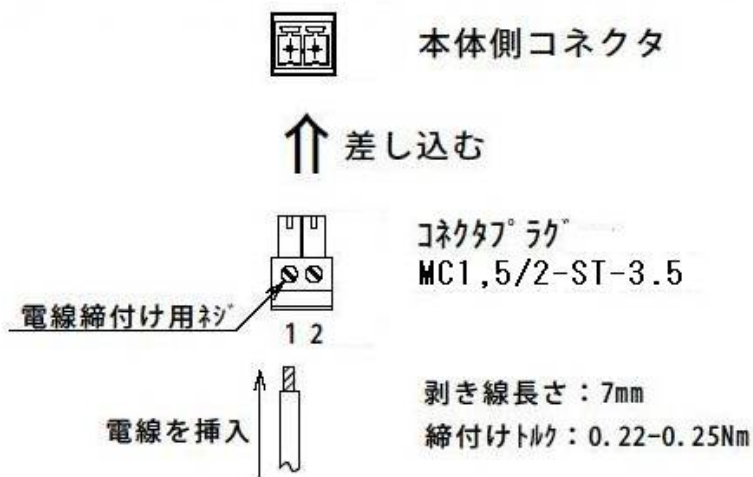 本体側コネクタ
差し込む
コネクタプラグ
MC1,5/2-ST-3.5
電線締付け用ネジ
1 2
電線を挿入
剥き線長さ：7mm
締付けトルク：0.22-0.25Nm